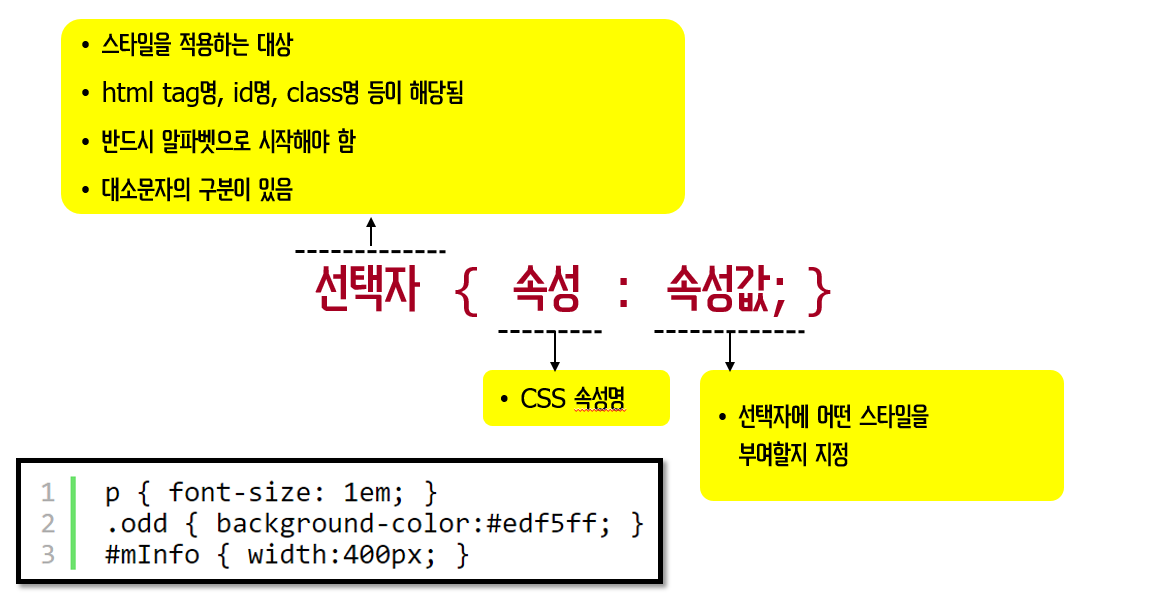 • 스타일을 적용하는 대상
• html tag명, id명, class명 등이 해당됨
• 반드시 알파벳으로 시작해야 함
• 대소문자의 구분이 있음
선택자 { 속성 : 속성값; }
• CSS 속성명
• 선택자에 어떤 스타일을
부여할지 지정
1 p { font-size: 1em; }
2 .odd { background-color:#edf5ff; }
3 #mInfo { width:400px; }